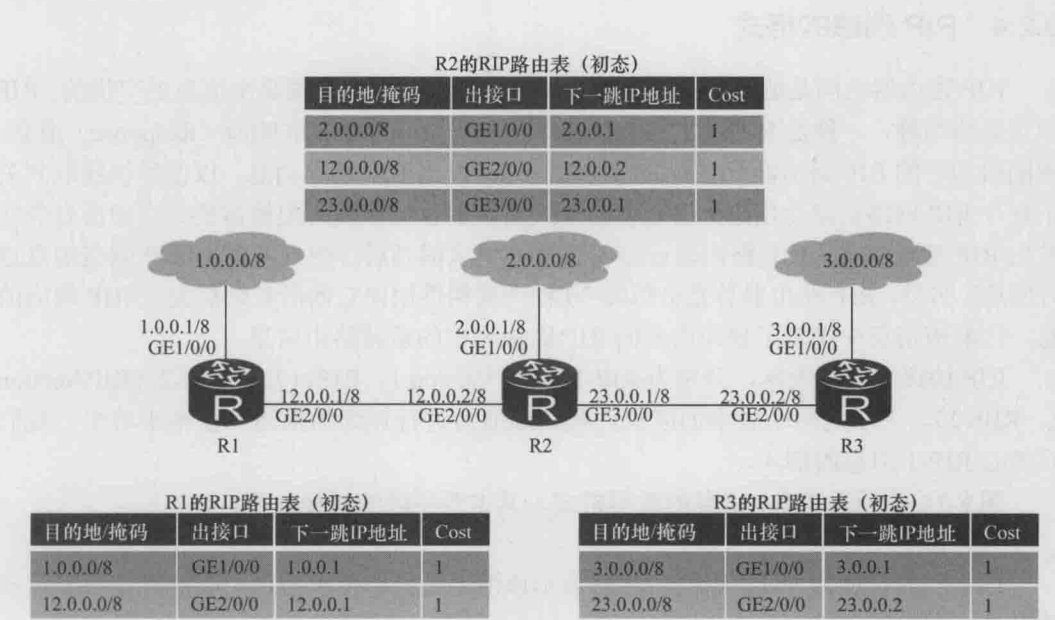 R2的RIP路由表（初态）
目的地/掩码 出接口 下一跳IP地址 Cost
2.0.0.0/8 GE1/0/0 2.0.0.1 1
12.0.0.0/8 GE2/0/0 12.0.0.2 1
23.0.0.0/8 GE3/0/0 23.0.0.1 1
1.0.0.0/8 2.0.0.0/8 3.0.0.0/8
1.0.0.1/8 2.0.0.1/8 3.0.0.1/8
GE1/0/0 GE1/0/0 GE1/0/0
R 12.0.0.1/8 12.0.0.2/8 R 23.0.0.1/8 23.0.0.2/8 R
GE2/0/0 GE2/0/0 GE3/0/0 GE2/0/0
R1 R2 R3
R1的RIP路由表（初态）
目的地/掩码 出接口 下一跳IP地址 Cost
1.0.0.0/8 GE1/0/0 1.0.0.1 1
12.0.0.0/8 GE2/0/0 12.0.0.1 1
R3的RIP路由表（初态）
目的地/掩码 出接口 下一跳IP地址 Cost
3.0.0.0/8 GE1/0/0 3.0.0.1 1
23.0.0.0/8 GE2/0/0 23.0.0.2 1